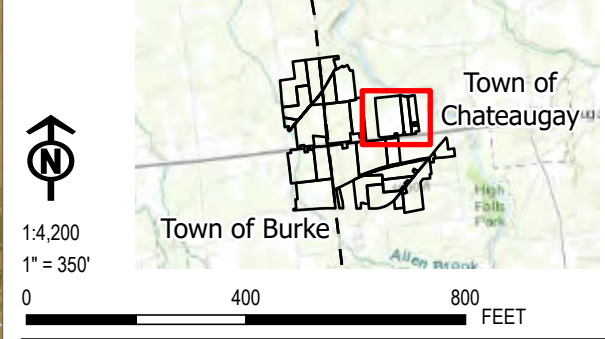 Town of
Chateaugay
High
Falls
Park
N
Town of Burke
1:4,200
1" = 350'
Allen Brook
0 400 800
FEET